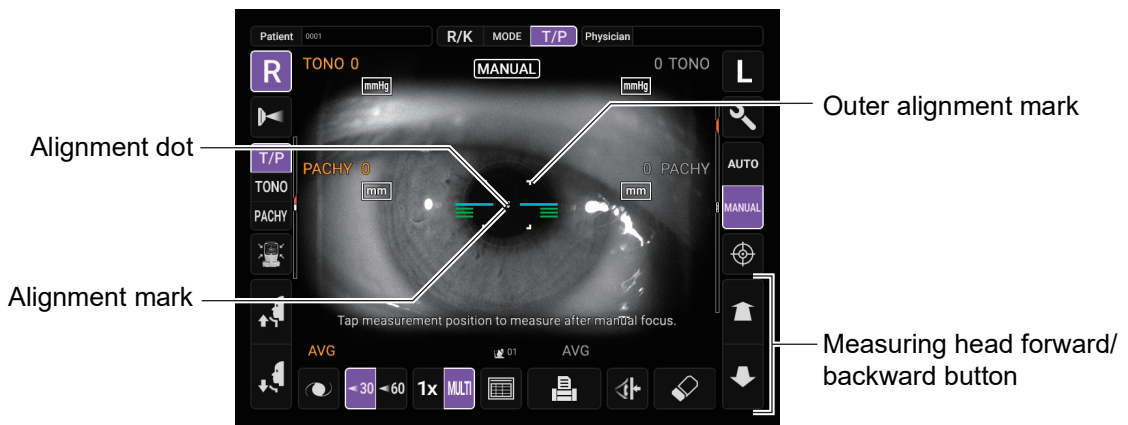 Patient 0001 R/K MODE T/P Physician
R TONO 0 MANUAL 0 TONO L
mmHg mmHg
Outer alignment mark
Alignment dot
T/P PACHY 0 0 PACHY AUTO
TONO mm mm
PACHY MANUAL
Alignment mark
Tap measurement position to measure after manual focus.
AVG 01 AVG
Measuring head forward/
backward button
30 60 1x MULTI